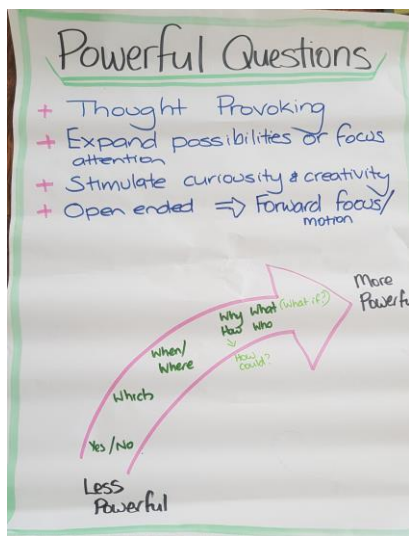 Powerful Questions
+ Thought Provoking
+ Expand possibilities or focus
attention
+ Stimulate curiousity & creativity
+ Open ended ⇒ Forward focus/
motion
More
Powerful
Why What (What if?)
How Who
↓
How
could?
When/
Where
Which
Yes/No
Less
Powerful